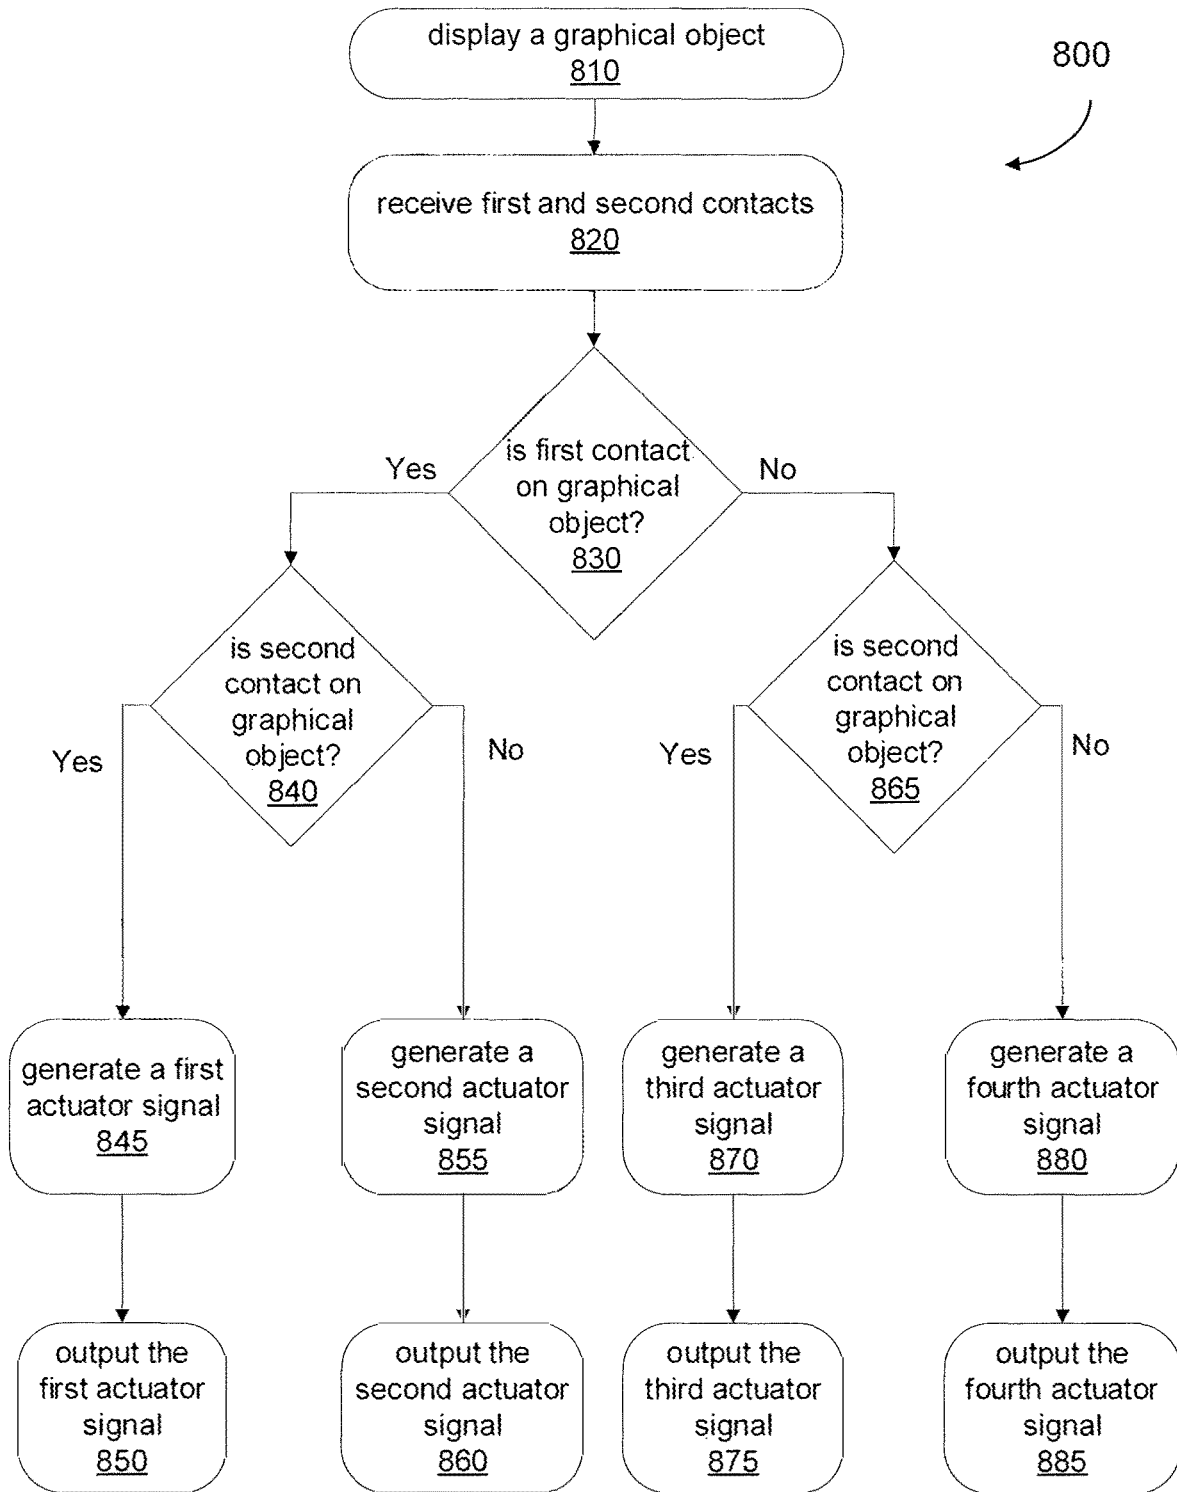 display a graphical object
810
800
receive first and second contacts
820
is first contact
on graphical
object?
830
Yes
No
is second
contact on
graphical
object?
840
Yes
No
is second
contact on
graphical
object?
865
Yes
No
generate a first
actuator signal
845
generate a
second actuator
signal
855
generate a
third actuator
signal
870
generate a
fourth actuator
signal
880
output the
first actuator
signal
850
output the
second actuator
signal
860
output the
third actuator
signal
875
output the
fourth actuator
signal
885